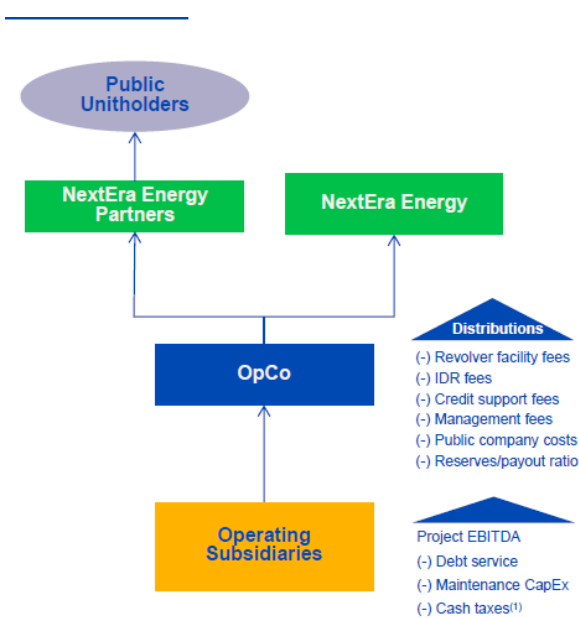 Public
Unitholders
NextEra Energy
Partners
NextEra Energy
OpCo
Distributions
(-) Revolver facility fees
(-) IDR fees
(-) Credit support fees
(-) Management fees
(-) Public company costs
(-) Reserves/payout ratio
Operating
Subsidiaries
Project EBITDA
(-) Debt service
(-) Maintenance CapEx
(-) Cash taxes(1)